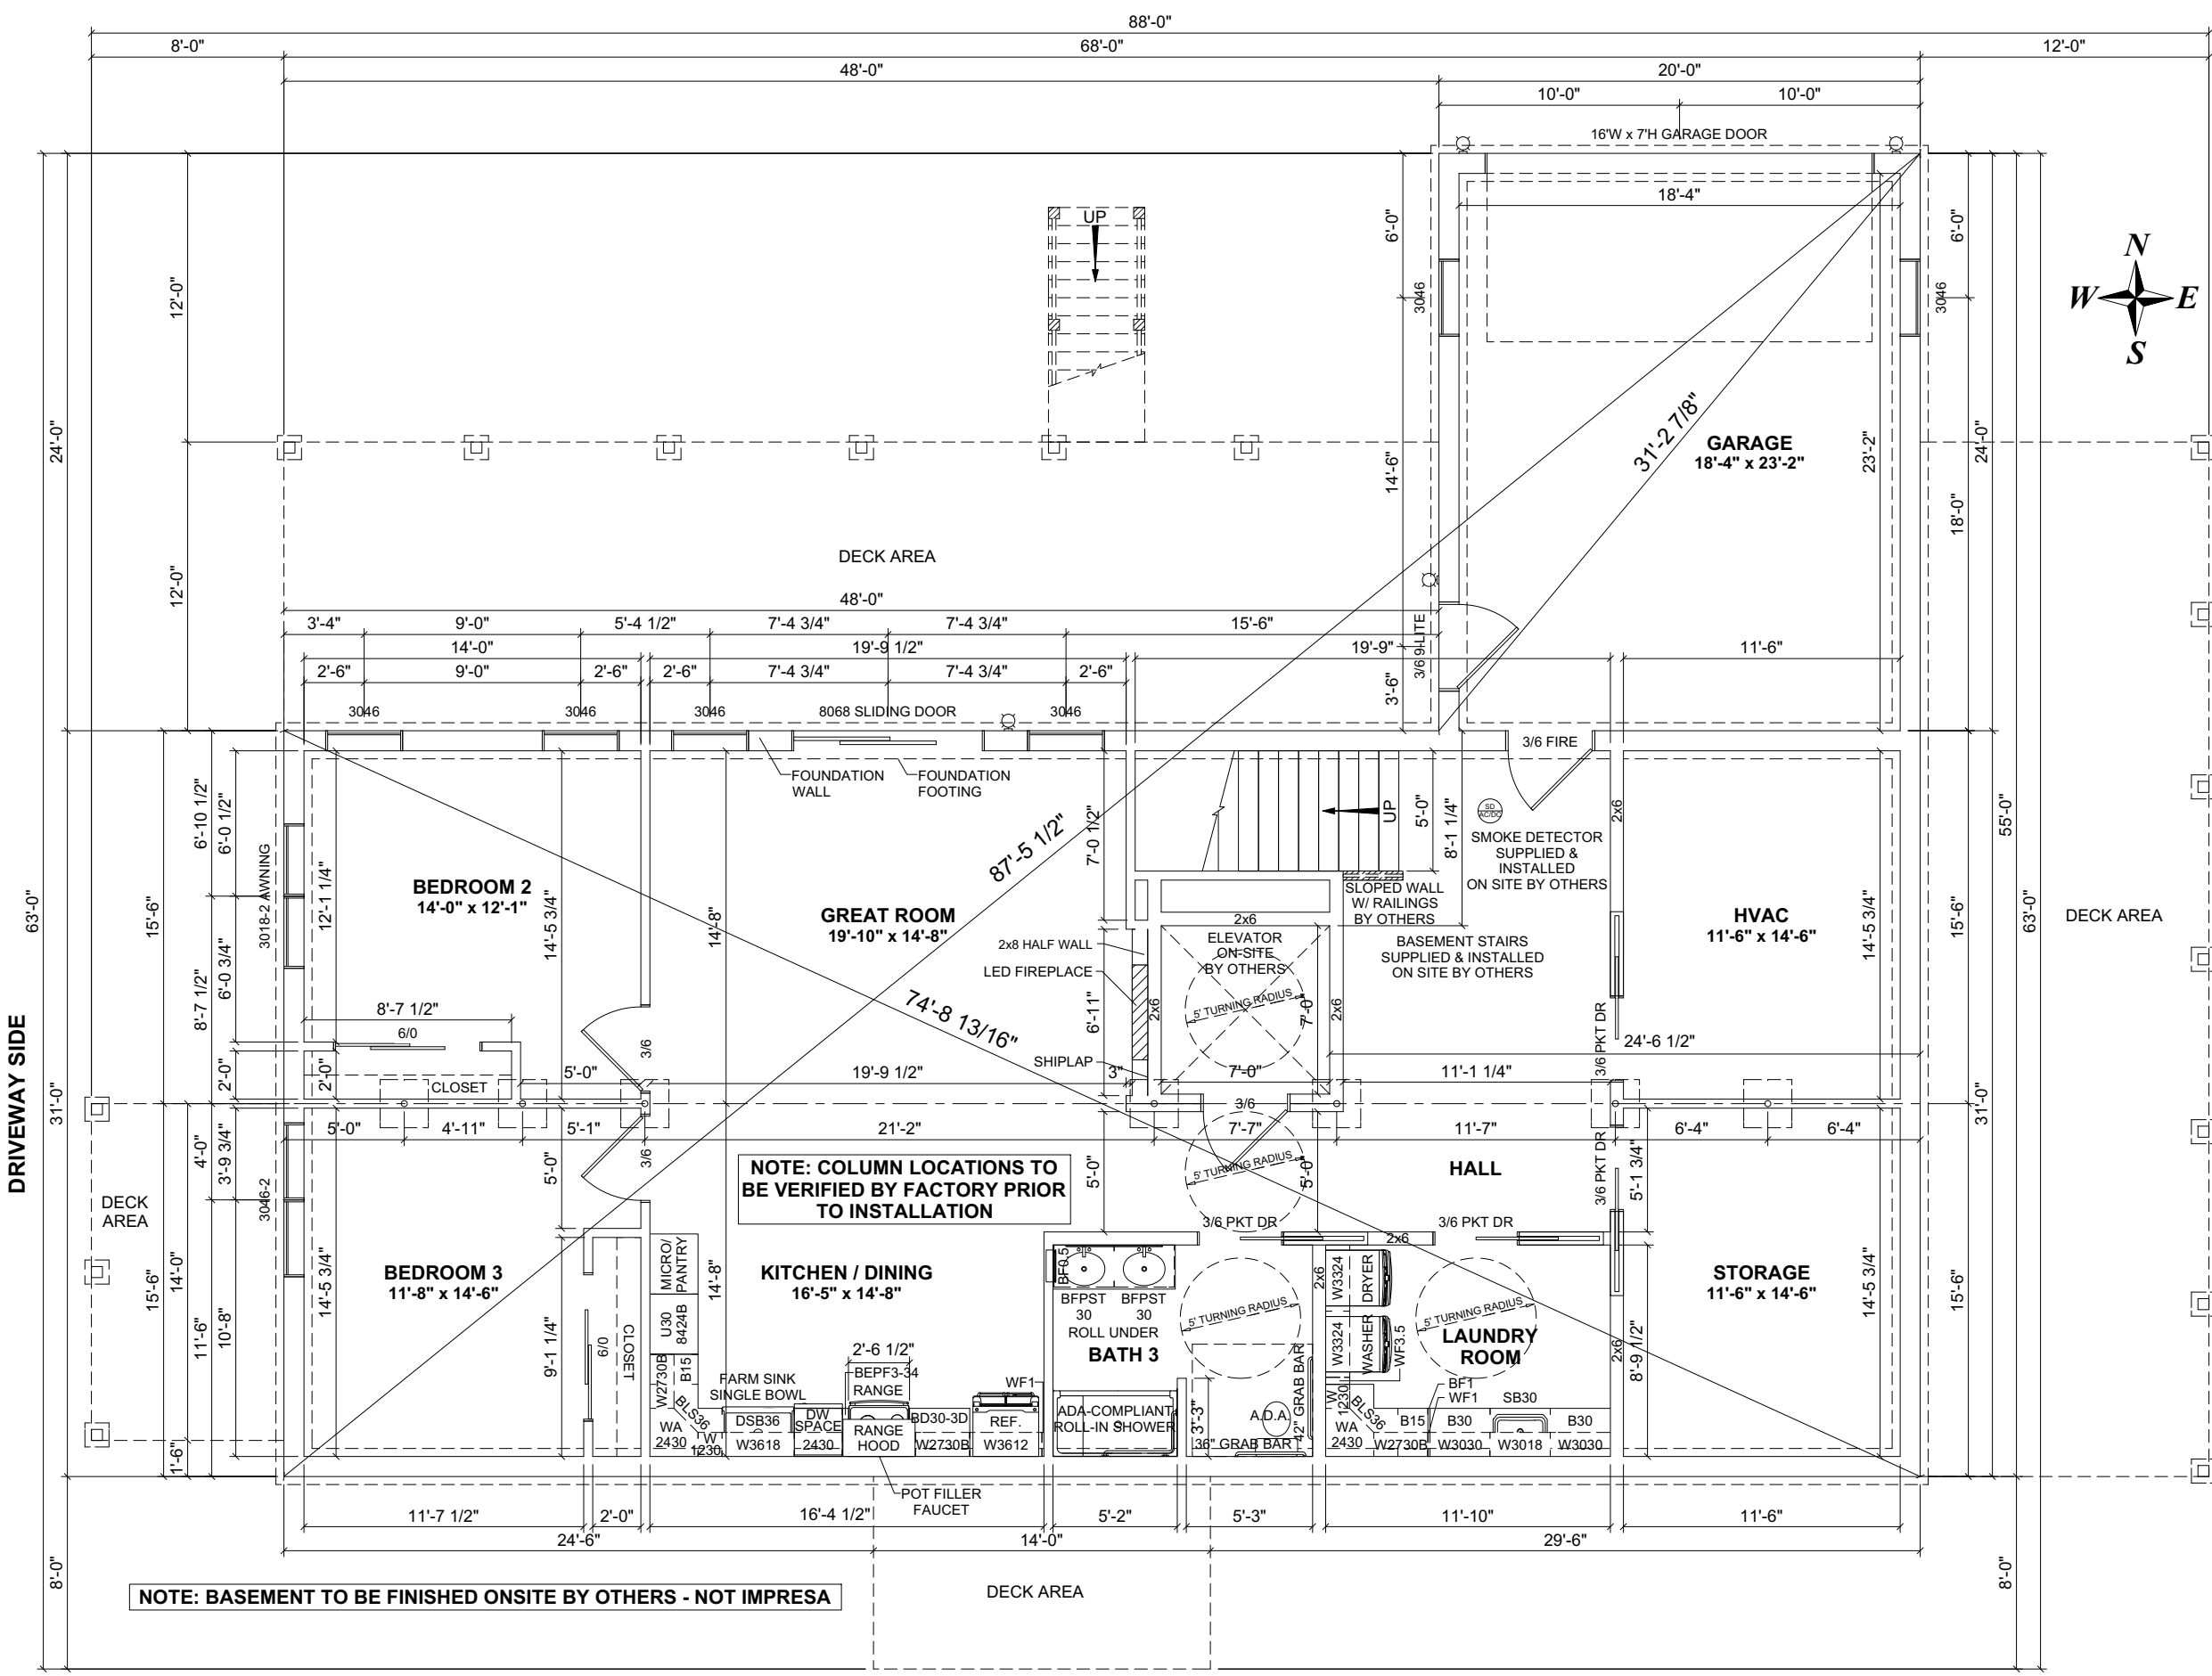 88'-0"
8'-0"
68'-0"
12'-0"
48'-0"
20'-0"
10'-0"
10'-0"
16'W x 7'H GARAGE DOOR
18'-4"
UP
6'-0"
6'-0"
3046
3046
N
W
E
S
12'-0"
24'-0"
31'-2 7/8"
GARAGE
18'-4" x 23'-2"
23'-2"
24'-0"
14'-6"
18'-0"
12'-0"
DECK AREA
48'-0"
3'-4"
9'-0"
5'-4 1/2"
7'-4 3/4"
7'-4 3/4"
15'-6"
14'-0"
19'-9 1/2"
19'-9"
11'-6"
3/6 9-LITE
2'-6"
9'-0"
2'-6"
2'-6"
7'-4 3/4"
7'-4 3/4"
2'-6"
3'-6"
3046
3046
3046
8068 SLIDING DOOR
3046
3/6 FIRE
FOUNDATION
WALL
FOUNDATION
FOOTING
6'-10 1/2"
6'-0 1/2"
UP
5'-0"
8'-1 1/4"
SD
AC/DC
SMOKE DETECTOR
SUPPLIED &
INSTALLED
ON SITE BY OTHERS
2x6
55'-0"
7'-0 1/2"
87'-5 1/2"
3018-2 AWNING
12'-1 1/4"
BEDROOM 2
14'-0" x 12'-1"
14'-5 3/4"
14'-8"
GREAT ROOM
19'-10" x 14'-8"
SLOPED WALL
W/ RAILINGS
BY OTHERS
HVAC
11'-6" x 14'-6"
14'-5 3/4"
15'-6"
63'-0"
DECK AREA
63'-0"
15'-6"
2x6
2x8 HALF WALL
LED FIREPLACE
ELEVATOR
ON-SITE
BY OTHERS
BASEMENT STAIRS
SUPPLIED & INSTALLED
ON SITE BY OTHERS
8'-7 1/2"
6'-0 3/4"
8'-7 1/2"
6/0
74'-8 13/16"
6'-11"
2x6
5' TURNING RADIUS
7'-0"
2x6
3/6 PKT DR
24'-6 1/2"
3/6
SHIPLAP
2'-0"
2'-0"
CLOSET
5'-0"
19'-9 1/2"
3"
7'-0"
11'-1 1/4"
3/6
DRIVEWAY SIDE
31'-0"
31'-0"
5'-0"
4'-11"
5'-1"
21'-2"
7'-7"
11'-7"
6'-4"
6'-4"
4'-0"
3'-9 3/4"
3046-2
5'-0"
3/6
NOTE: COLUMN LOCATIONS TO
BE VERIFIED BY FACTORY PRIOR
TO INSTALLATION
5'-0"
5' TURNING RADIUS
5'-0"
HALL
3/6 PKT DR
5'-1 3/4"
DECK
AREA
3/6 PKT DR
3/6 PKT DR
2x6
15'-6"
14'-0"
11'-6"
10'-8"
14'-5 3/4"
BEDROOM 3
11'-8" x 14'-6"
MICRO/
PANTRY
14'-8"
KITCHEN / DINING
16'-5" x 14'-8"
BF0.5
BFPST
30
BFPST
30
ROLL UNDER
BATH 3
5' TURNING RADIUS
2x6
W3324
DRYER
W3324
WASHER
WF3.5
5' TURNING RADIUS
LAUNDRY
ROOM
2x6
8'-9 1/2"
STORAGE
11'-6" x 14'-6"
14'-5 3/4"
15'-6"
9'-1 1/4"
6/0
CLOSET
U30
8424B
W2730B
B15
BLS36
WA
2430
W
1230
FARM SINK
SINGLE BOWL
DSB36
W3618
DW
SPACE
2430
2'-6 1/2"
BEPF3-34
RANGE
RANGE
HOOD
BD30-3D
W2730B
WF1
REF.
W3612
ADA-COMPLIANT
ROLL-IN SHOWER
3'-3"
A.D.A.
42" GRAB BAR
36" GRAB BAR
W
1230
BLS36
WA
2430
BF1
WF1
SB30
B15
B30
B30
W2730B
W3030
W3018
W3030
1'-6"
POT FILLER
FAUCET
11'-7 1/2"
2'-0"
16'-4 1/2"
5'-2"
5'-3"
11'-10"
11'-6"
24'-6"
14'-0"
29'-6"
8'-0"
8'-0"
NOTE: BASEMENT TO BE FINISHED ONSITE BY OTHERS - NOT IMPRESA
DECK AREA